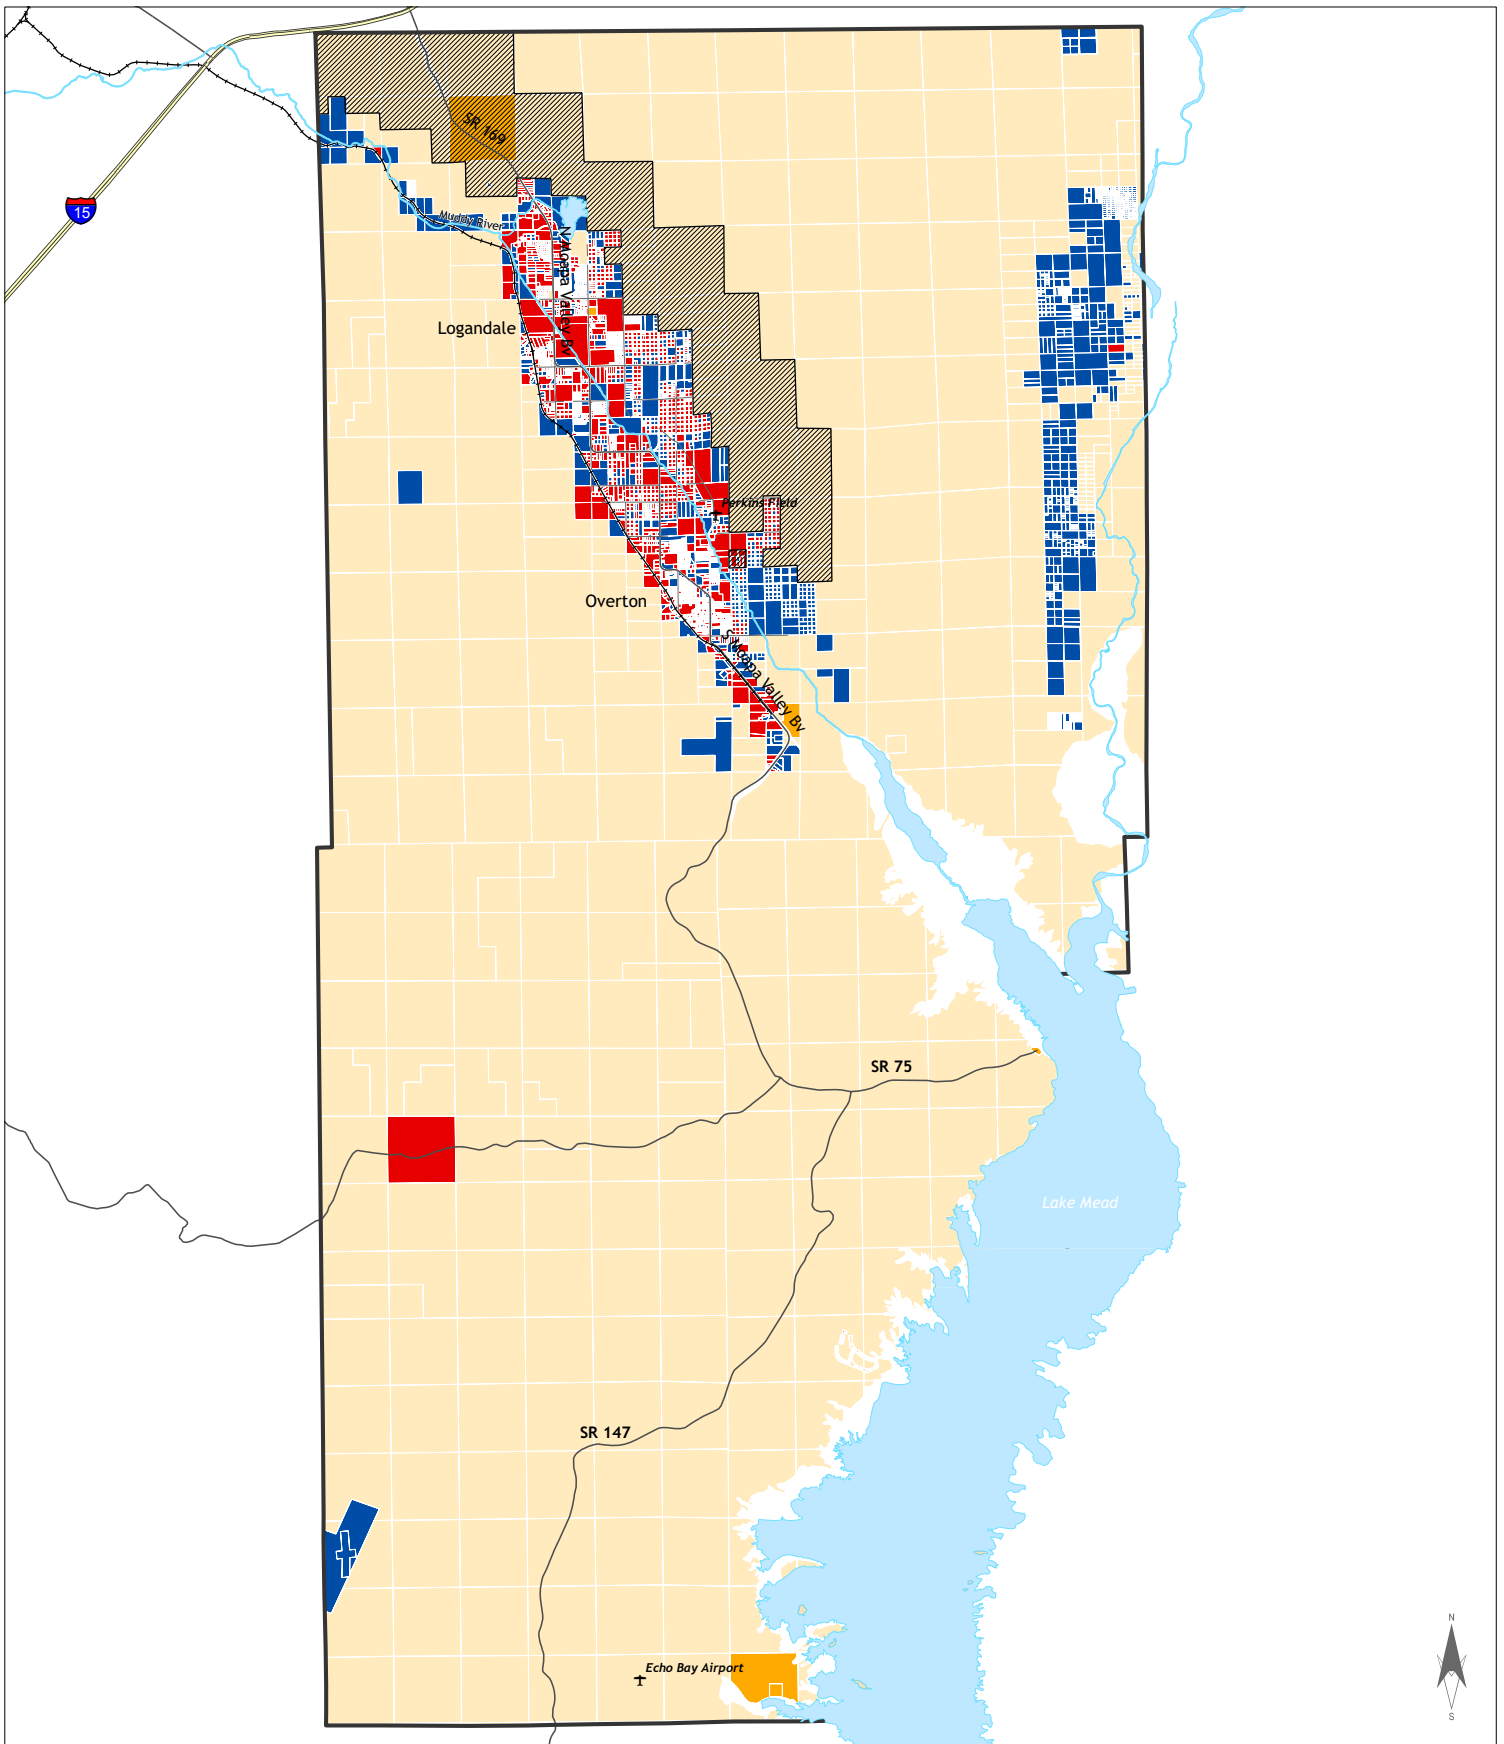 SR 169
15
Muddy River
N Moapa Valley Bv
Logandale
Perkins Field
Overton
S Moapa Valley Bv
SR 75
Lake Mead
SR 147
Echo Bay Airport
N
S